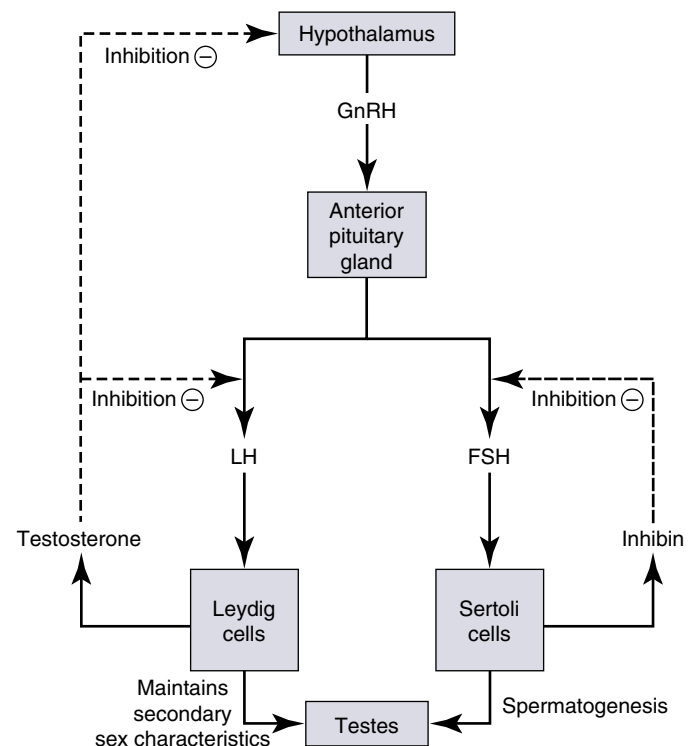 Hypothalamus
Inhibition ⊖
GnRH
Anterior
pituitary
gland
Inhibition ⊖
Inhibition ⊖
LH
FSH
Testosterone
Inhibin
Leydig
cells
Sertoli
cells
Maintains
secondary
sex characteristics
Testes
Spermatogenesis